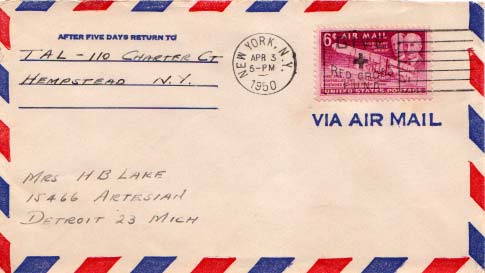 AFTER FIVE DAYS RETURN TO
TAL - 110 CHARTER CT
HEMPSTEAD N.Y.
NEW YORK, N.Y.
APR 3
5-PM
1950
6¢ AIR MAIL
RED CROSS
UNITED STATES POSTAGE
VIA AIR MAIL
MRS H B LAKE
15466 ARTESIAN
DETROIT 23 MICH